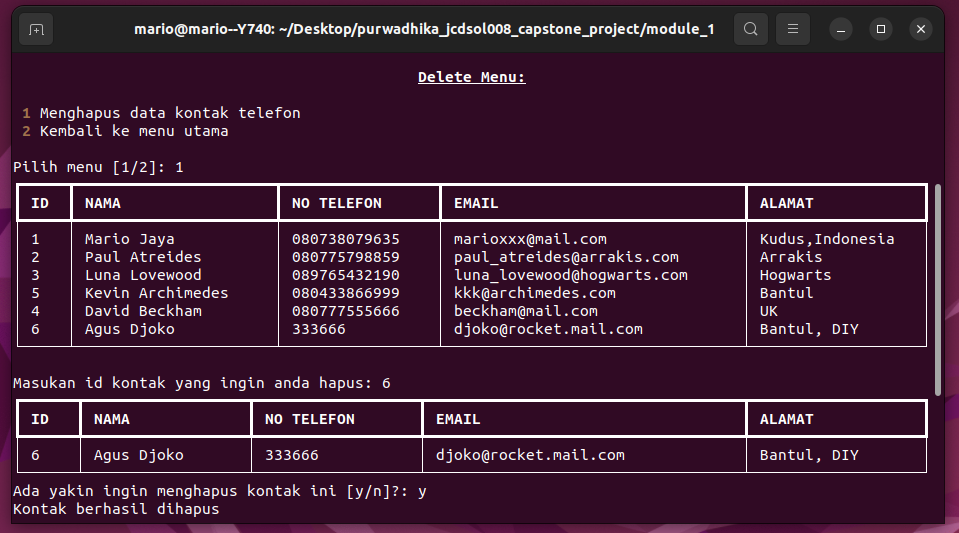 mario@mario--Y740: ~/Desktop/purwadhika_jcdsol008_capstone_project/module_1
Delete Menu:
1 Menghapus data kontak telefon
2 Kembali ke menu utama
Pilih menu [1/2]: 1
ID NAMA NO TELEFON EMAIL ALAMAT
1 Mario Jaya 080738079635 marioxxx@mail.com Kudus,Indonesia
2 Paul Atreides 080775798859 paul_atreides@arrakis.com Arrakis
3 Luna Lovewood 089765432190 luna_lovewood@hogwarts.com Hogwarts
5 Kevin Archimedes 080433866999 kkk@archimedes.com Bantul
4 David Beckham 080777555666 beckham@mail.com UK
6 Agus Djoko 333666 djoko@rocket.mail.com Bantul, DIY
Masukan id kontak yang ingin anda hapus: 6
ID NAMA NO TELEFON EMAIL ALAMAT
6 Agus Djoko 333666 djoko@rocket.mail.com Bantul, DIY
Ada yakin ingin menghapus kontak ini [y/n]?: y
Kontak berhasil dihapus